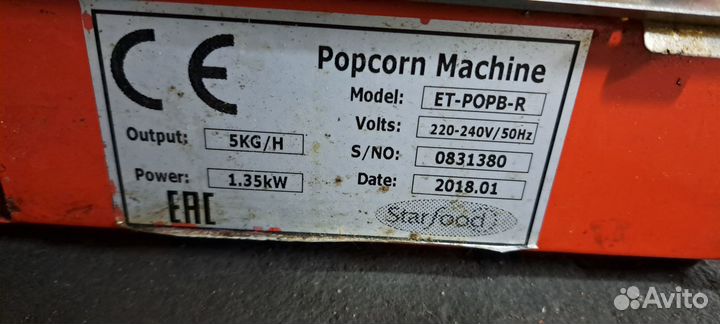 CE
Popcorn Machine
Model: ET-POPB-R
Volts: 220-240V/50Hz
Output: 5KG/H
S/NO: 0831380
Power: 1.35kW
Date: 2018.01
EAC
Starfood
Avito